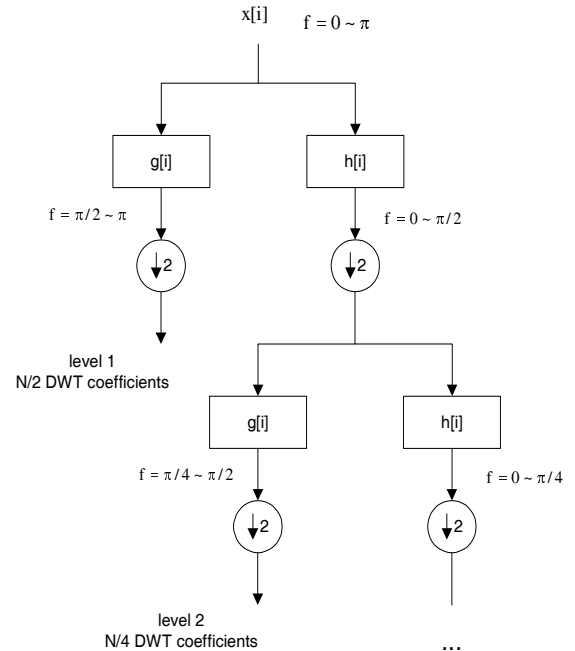 x[i] f = 0 ~ π
g[i] h[i]
f = π/2 ~ π f = 0 ~ π/2
↓2 ↓2
level 1
N/2 DWT coefficients
g[i] h[i]
f = π/4 ~ π/2 f = 0 ~ π/4
↓2 ↓2
level 2
N/4 DWT coefficients
...